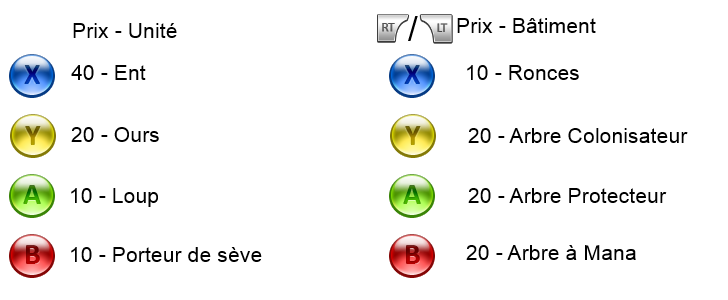 Prix - Unité
X 40 - Ent
Y 20 - Ours
A 10 - Loup
B 10 - Porteur de sève
RT / LT Prix - Bâtiment
X 10 - Ronces
Y 20 - Arbre Colonisateur
A 20 - Arbre Protecteur
B 20 - Arbre à Mana